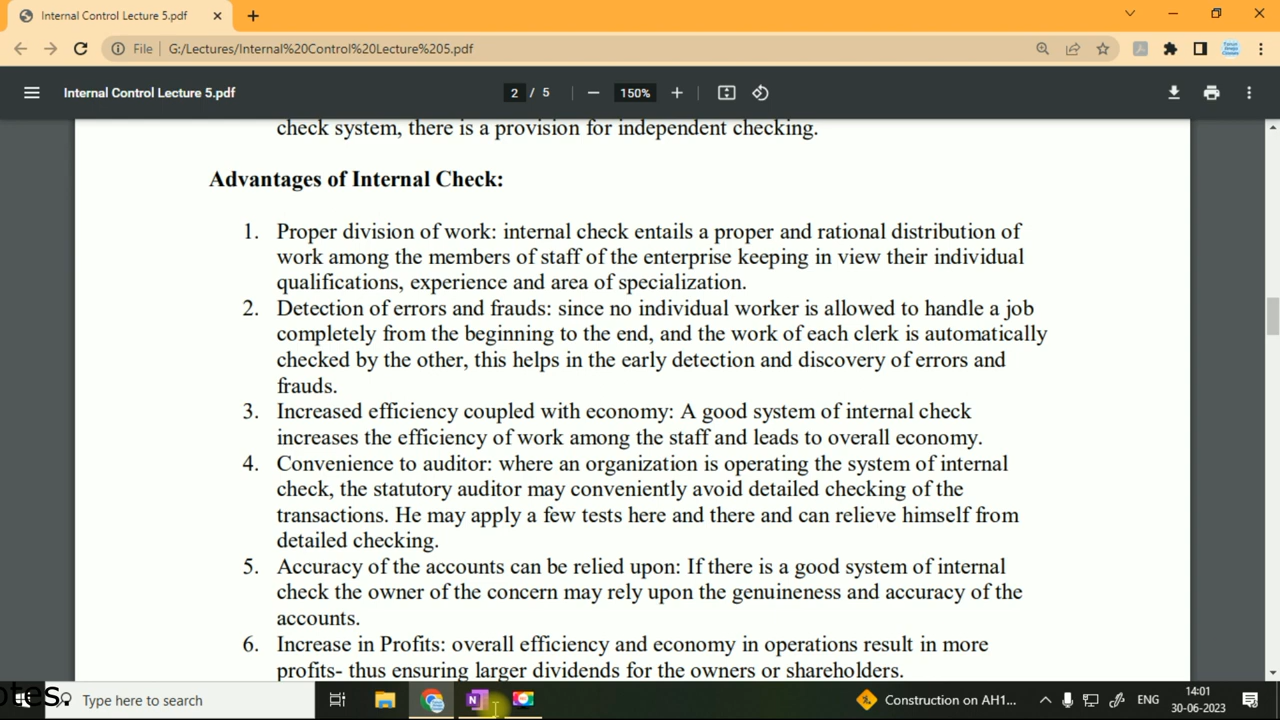 Internal Control Lecture 5.pdf
File
G:/Lectures/Internal%20Control%20Lecture%205.pdf
Internal Control Lecture 5.pdf
2 / 5
150%
check system, there is a provision for independent checking.
Advantages of Internal Check:
1. Proper division of work: internal check entails a proper and rational distribution of
work among the members of staff of the enterprise keeping in view their individual
qualifications, experience and area of specialization.
2. Detection of errors and frauds: since no individual worker is allowed to handle a job
completely from the beginning to the end, and the work of each clerk is automatically
checked by the other, this helps in the early detection and discovery of errors and
frauds.
3. Increased efficiency coupled with economy: A good system of internal check
increases the efficiency of work among the staff and leads to overall economy.
4. Convenience to auditor: where an organization is operating the system of internal
check, the statutory auditor may conveniently avoid detailed checking of the
transactions. He may apply a few tests here and there and can relieve himself from
detailed checking.
5. Accuracy of the accounts can be relied upon: If there is a good system of internal
check the owner of the concern may rely upon the genuineness and accuracy of the
accounts.
6. Increase in Profits: overall efficiency and economy in operations result in more
profits- thus ensuring larger dividends for the owners or shareholders.
otes.
Type here to search
N
Construction on AH1...
ENG
14:01
30-06-2023